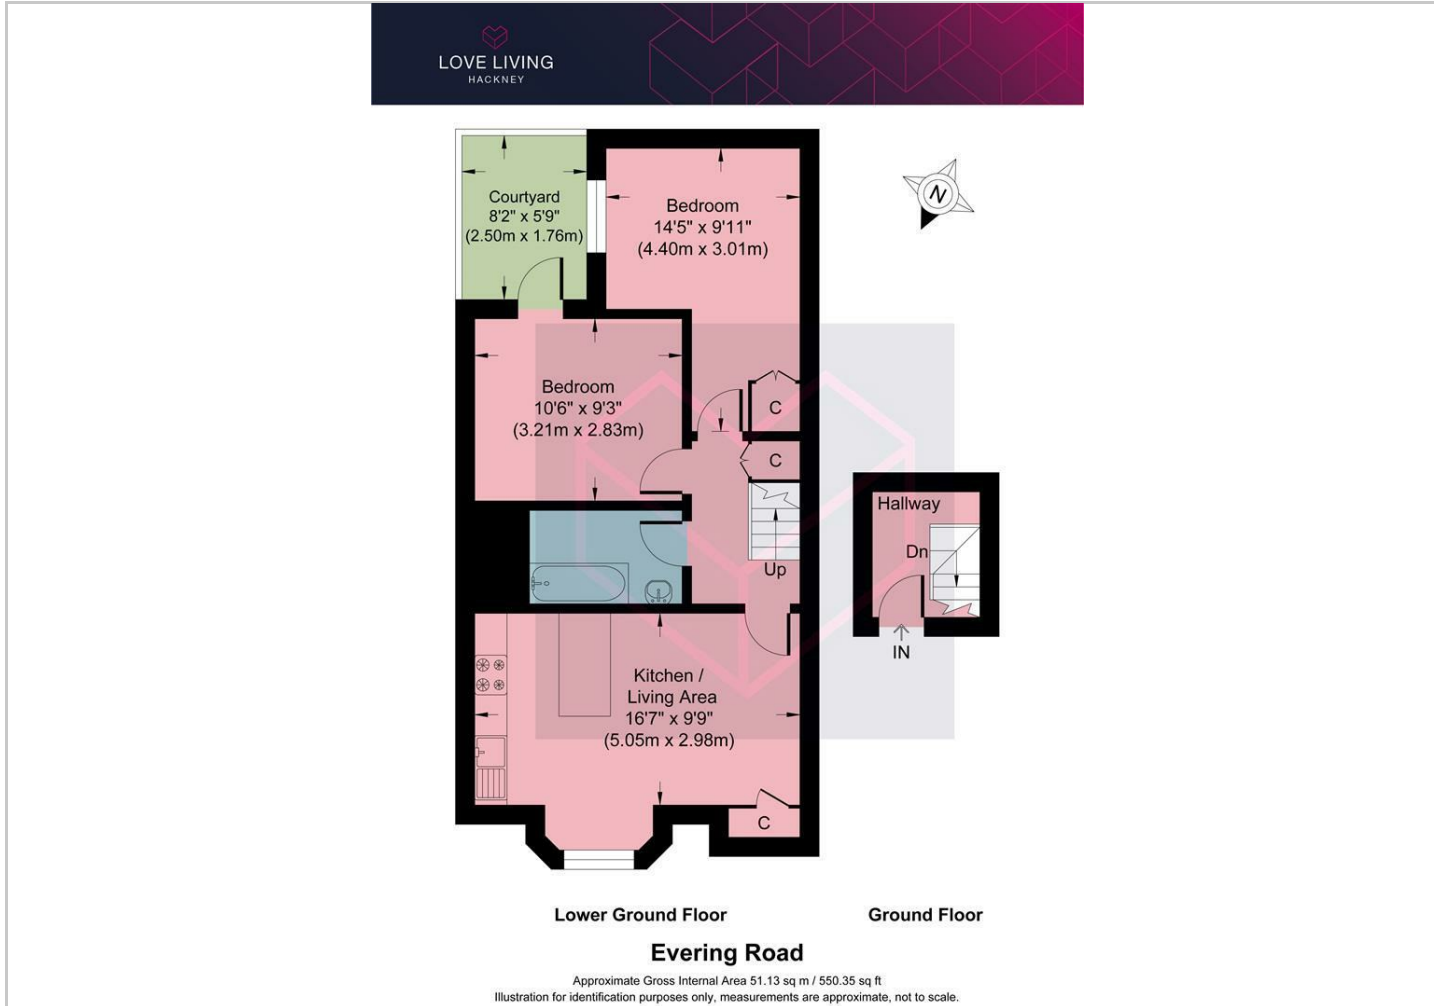 LOVE LIVING
HACKNEY
Courtyard
8'2" x 5'9"
(2.50m x 1.76m)
Bedroom
14'5" x 9'11"
(4.40m x 3.01m)
N
Bedroom
10'6" x 9'3"
(3.21m x 2.83m)
C
C
Up
Hallway
Dn
IN
Kitchen /
Living Area
16'7" x 9'9"
(5.05m x 2.98m)
C
Lower Ground Floor
Ground Floor
Evering Road
Approximate Gross Internal Area 51.13 sq m / 550.35 sq ft
Illustration for identification purposes only, measurements are approximate, not to scale.